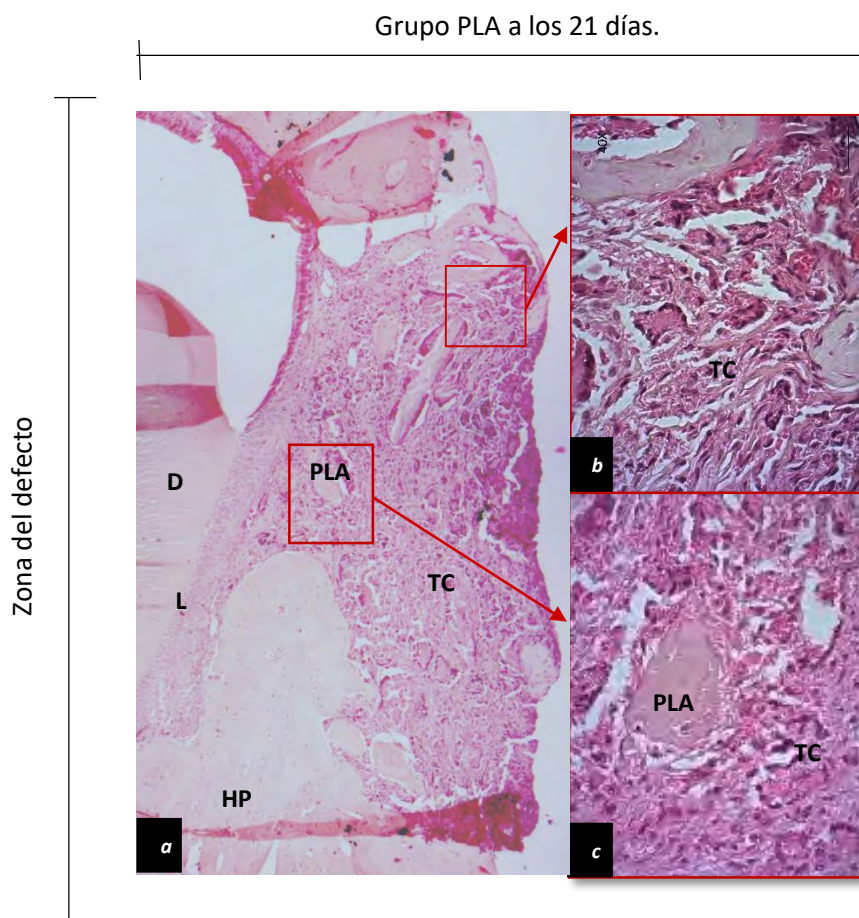 Grupo PLA a los 21 días.
Zona del defecto
40X
TC
b
D
PLA
L
TC
HP
a
PLA
TC
c